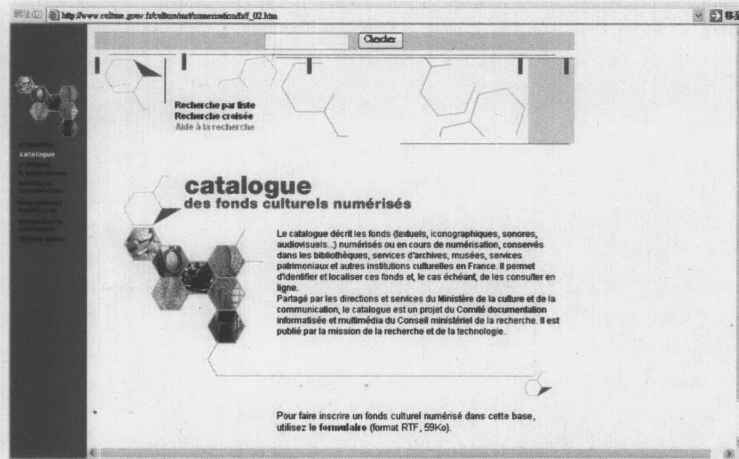 網址(D) http://www.culture.gouv.fr/culture/mrt/numerisation/fr/f_02.htm 移至
Chercher
Recherche par liste
Recherche croisée
Aide à la recherche
catalogue
catalogue
des fonds culturels numérisés
Le catalogue décrit les fonds (textuels, iconographiques, sonores,
audiovisuels...) numérisés ou en cours de numérisation, conservés
dans les bibliothèques, services d'archives, musées, services
patrimoniaux et autres institutions culturelles en France. Il permet
d'identifier et localiser ces fonds et, le cas échéant, de les consulter en
ligne.
Partagé par les directions et services du Ministère de la culture et de la
communication, le catalogue est un projet du Comité documentation
informatisée et multimédia du Conseil ministériel de la recherche. Il est
publié par la mission de la recherche et de la technologie.
Pour faire inscrire un fonds culturel numérisé dans cette base,
utilisez le formulaire (format RTF, 59Ko).